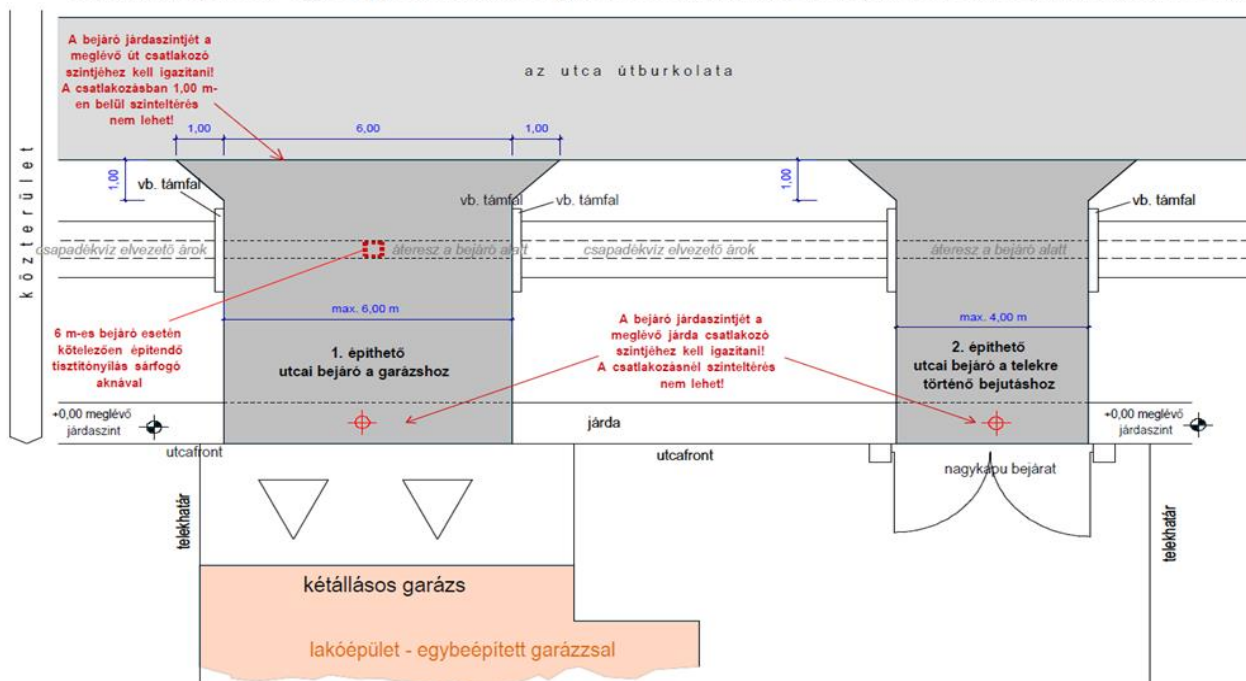 A bejáró járdaszintjét a
meglévő út csatlakozó
szintjéhez kell igazítani!
A csatlakozásban 1,00 m-
en belül szinteltérés
nem lehet!
az utca útburkolata
1,00
6,00
1,00
1,00
1,00
közterület
vb. támfal
vb. támfal
vb. támfal
vb. támfal
csapadékvíz elvezető árok
áteresz a bejáró alatt
csapadékvíz elvezető árok
áteresz a bejáró alatt
max. 6,00 m
max. 4,00 m
6 m-es bejáró esetén
kötelezően építendő
tisztítónyílás sárfogó
aknával
1. építhető
utcai bejáró a garázshoz
A bejáró járdaszintjét a
meglévő járda csatlakozó
szintjéhez kell igazítani!
A csatlakozásnél szinteltérés
nem lehet!
2. építhető
utcai bejáró a telekre
történő bejutáshoz
+0,00 meglévő
járdaszint
járda
+0,00 meglévő
járdaszint
utcafront
utcafront
nagykapu bejárat
telekhatár
telekhatár
kétállásos garázs
lakóépület - egybeépített garázzsal